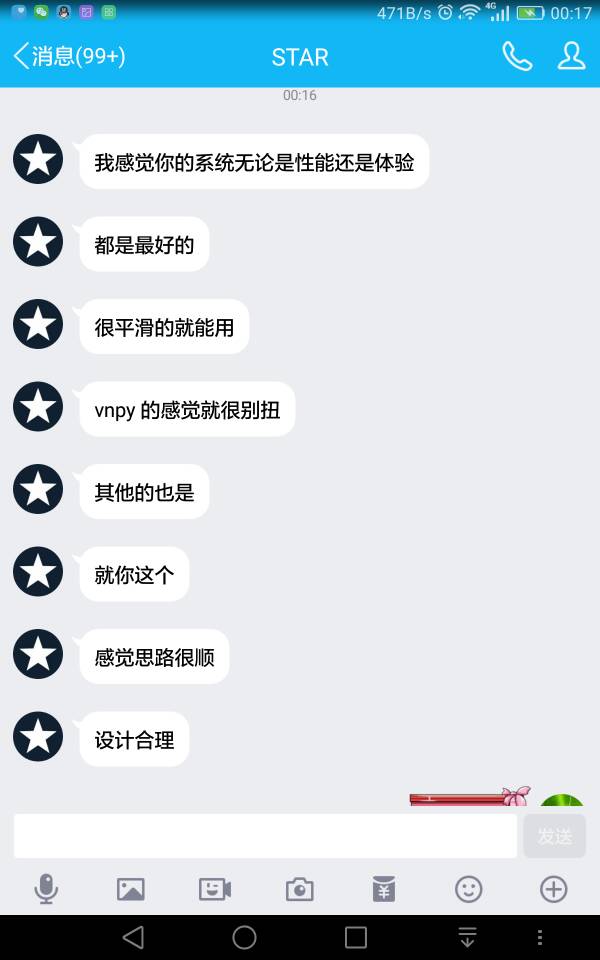 471B/s 4G 00:17
消息(99+) STAR
00:16
我感觉你的系统无论是性能还是体验
都是最好的
很平滑的就能用
vnpy 的感觉就很别扭
其他的也是
就你这个
感觉思路很顺
设计合理
发送